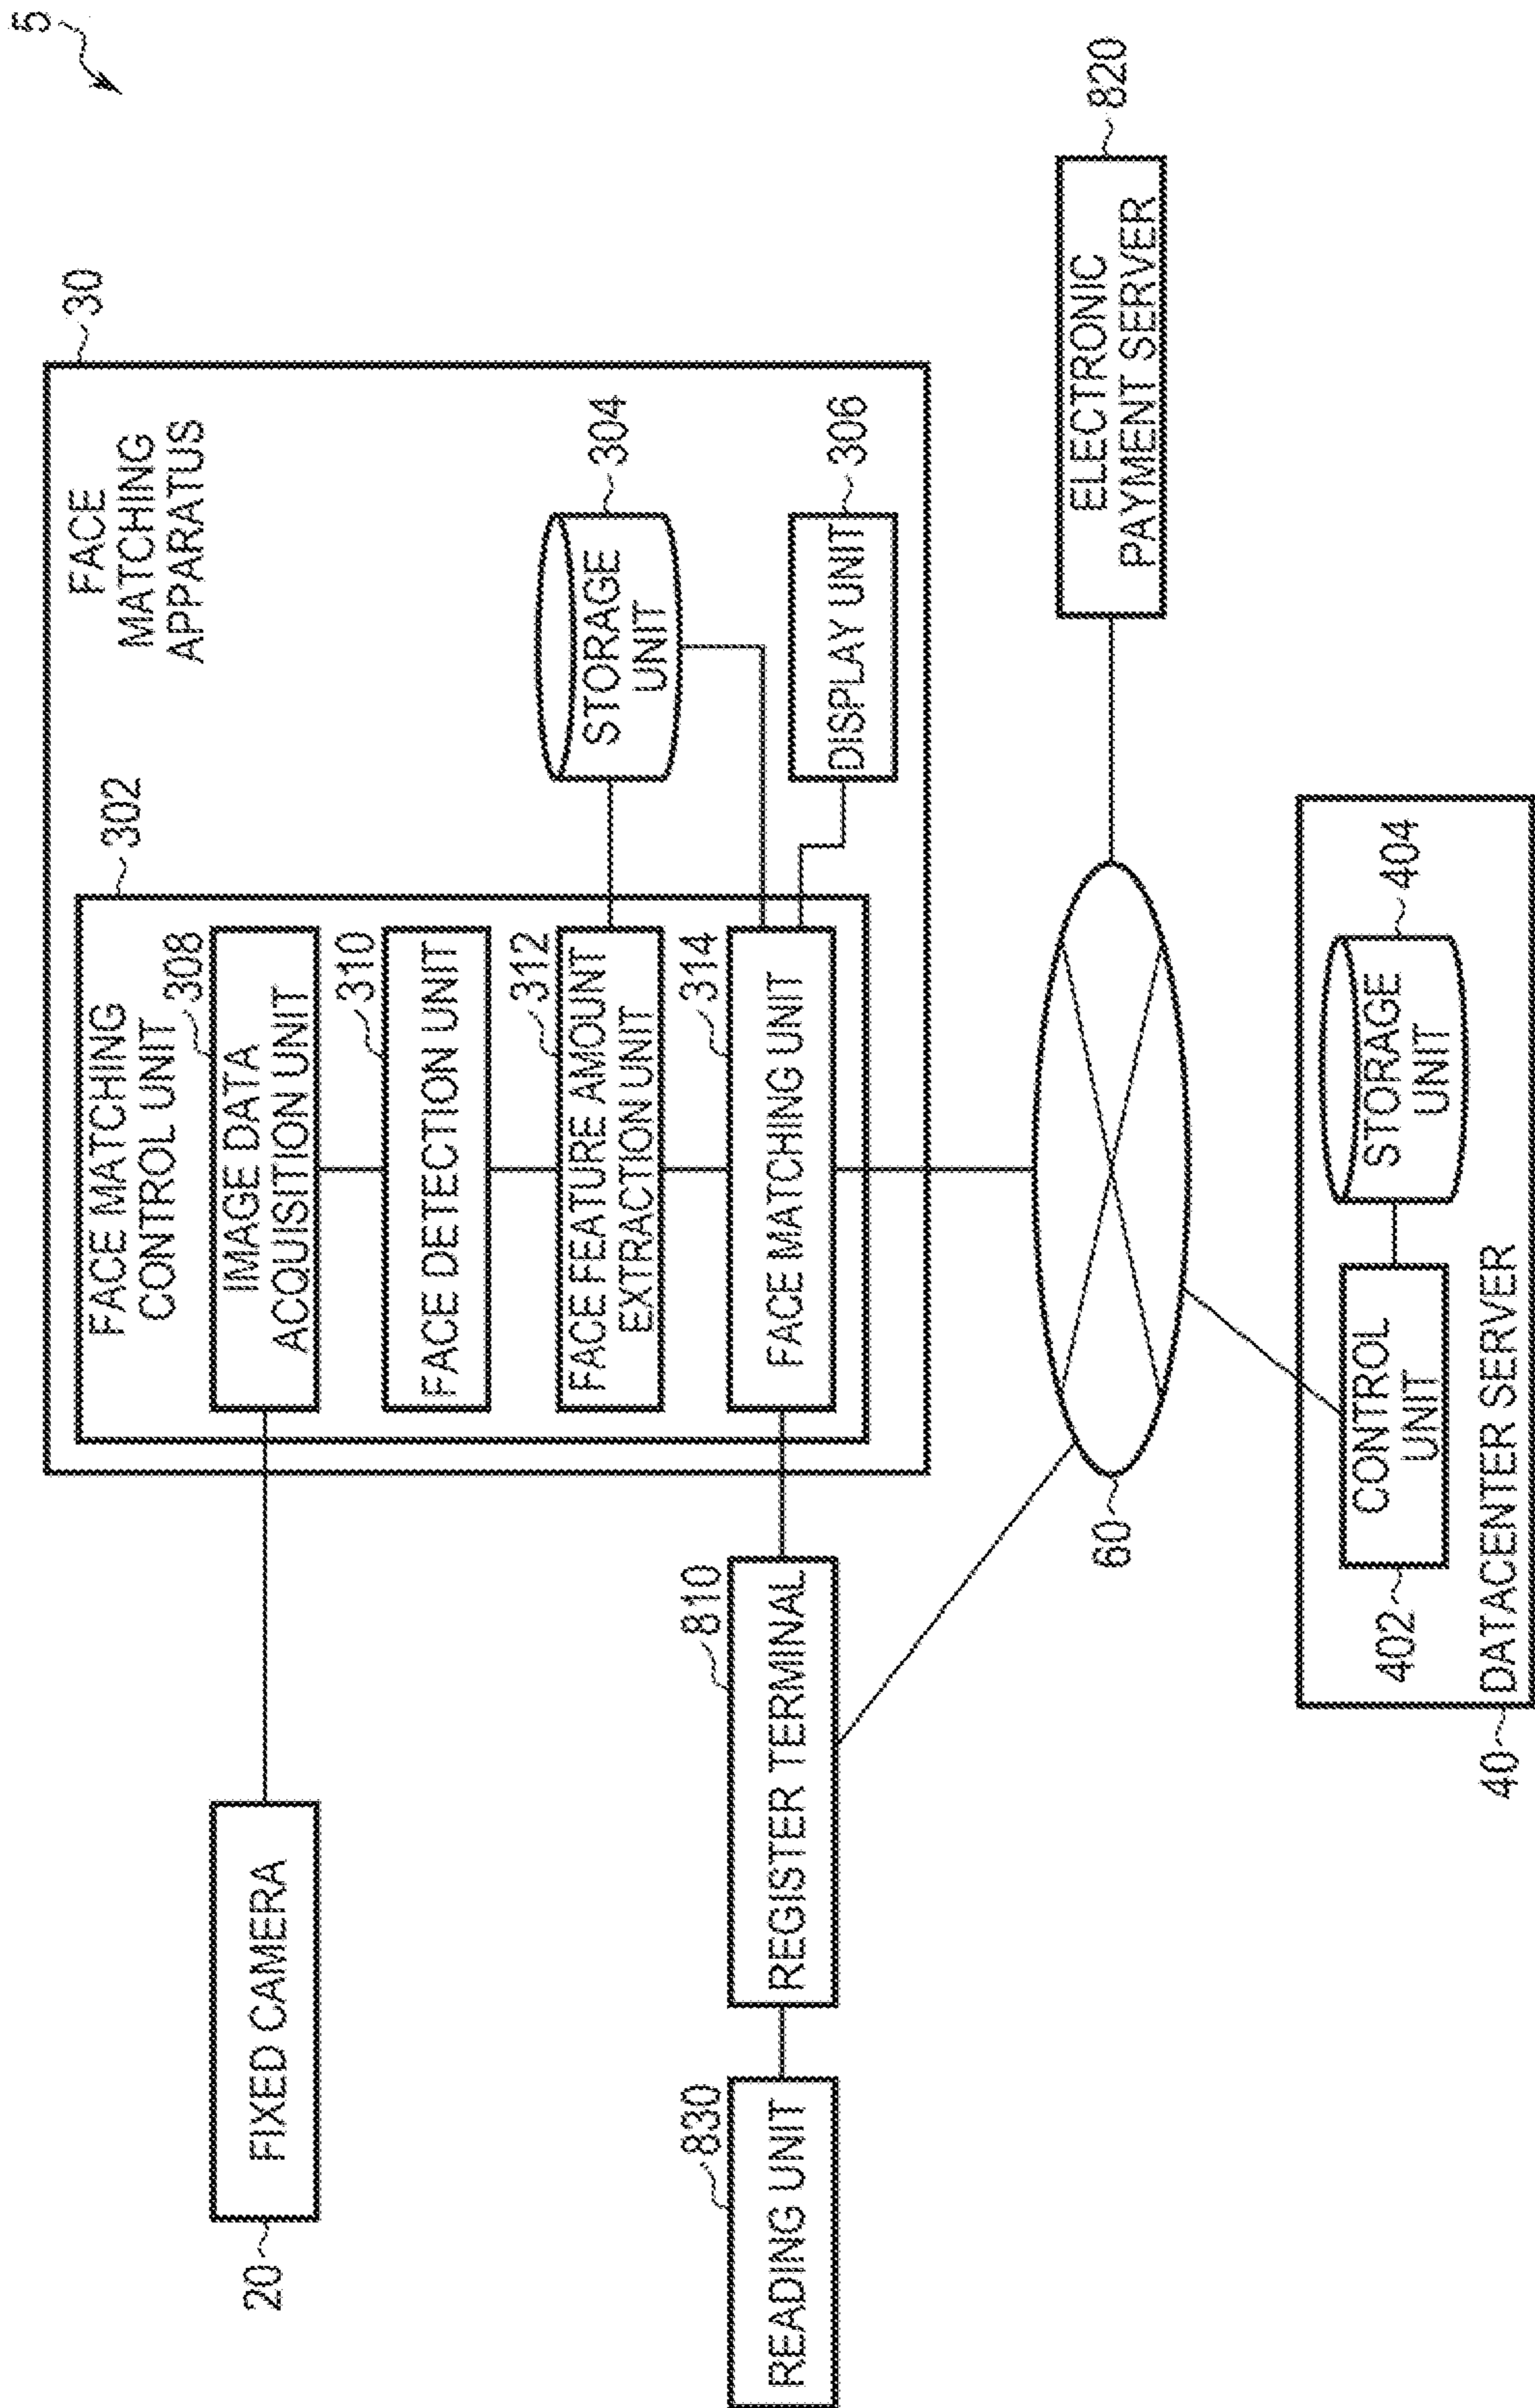 5
30
FACE
MATCHING
APPARATUS
302
FACE MATCHING
CONTROL UNIT
308
IMAGE DATA
ACQUISITION UNIT
20
FIXED CAMERA
310
FACE DETECTION UNIT
312
FACE FEATURE AMOUNT
EXTRACTION UNIT
304
STORAGE
UNIT
314
FACE MATCHING UNIT
306
DISPLAY UNIT
830
READING UNIT
810
REGISTER TERMINAL
60
820
ELECTRONIC
PAYMENT SERVER
402
CONTROL
UNIT
404
STORAGE
UNIT
40
DATACENTER SERVER